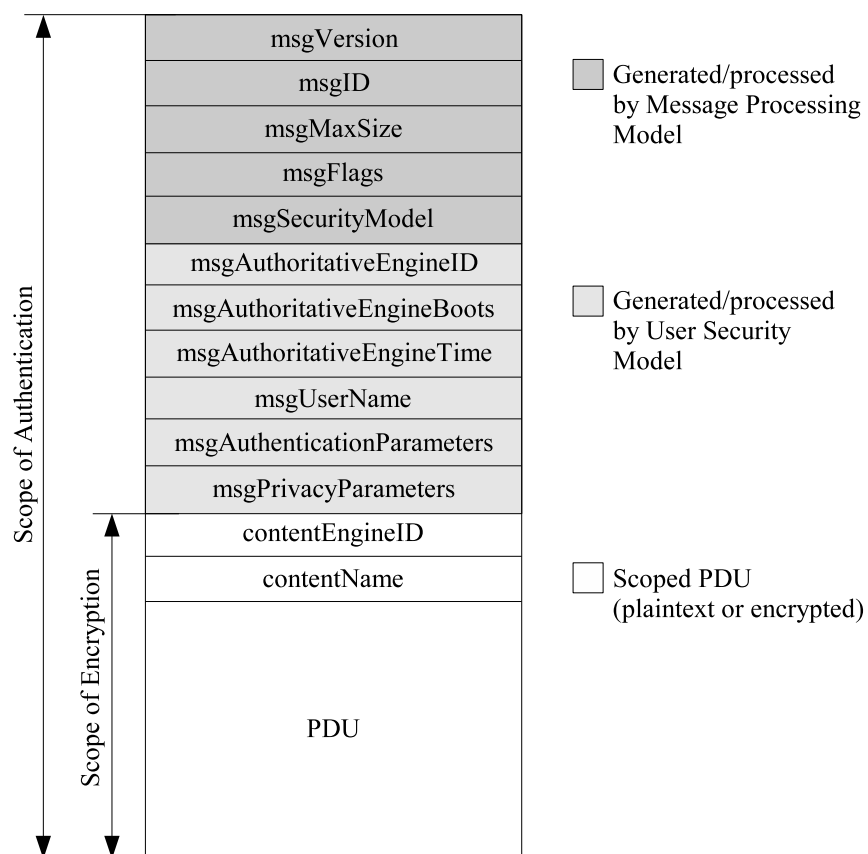 msgVersion
msgID
msgMaxSize
msgFlags
msgSecurityModel
msgAuthoritativeEngineID
msgAuthoritativeEngineBoots
msgAuthoritativeEngineTime
msgUserName
msgAuthenticationParameters
msgPrivacyParameters
contentEngineID
contentName
PDU
Scope of Authentication
Scope of Encryption
Generated/processed
by Message Processing
Model
Generated/processed
by User Security
Model
Scoped PDU
(plaintext or encrypted)